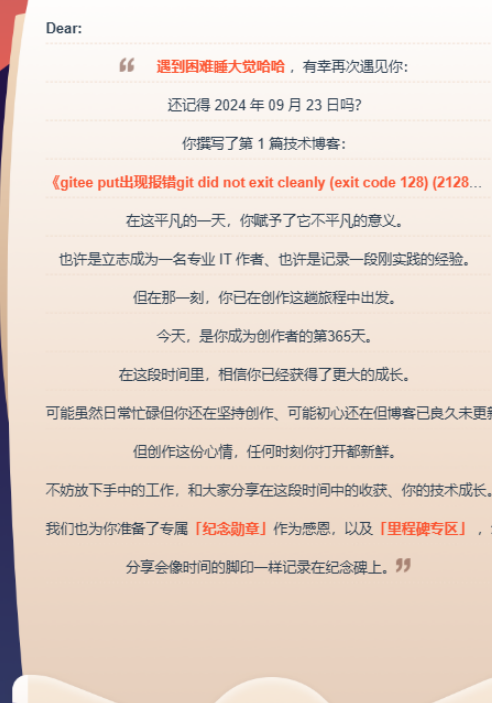 Dear:
“ 遇到困难睡大觉哈哈 ，有幸再次遇见你：
还记得 2024 年 09 月 23 日吗？
你撰写了第 1 篇技术博客：
《gitee put出现报错git did not exit cleanly (exit code 128) (2128...
在这平凡的一天，你赋予了它不平凡的意义。
也许是立志成为一名专业 IT 作者、也许是记录一段刚实践的经验。
但在那一刻，你已在创作这趟旅程中出发。
今天，是你成为创作者的第365天。
在这段时间里，相信你已经获得了更大的成长。
可能虽然日常忙碌但你还在坚持创作、可能初心还在但博客已良久未更新
但创作这份心情，任何时刻你打开都新鲜。
不妨放下手中的工作，和大家分享在这段时间中的收获、你的技术成长。
我们也为你准备了专属「纪念勋章」作为感恩，以及「里程碑专区」，
分享会像时间的脚印一样记录在纪念碑上。”